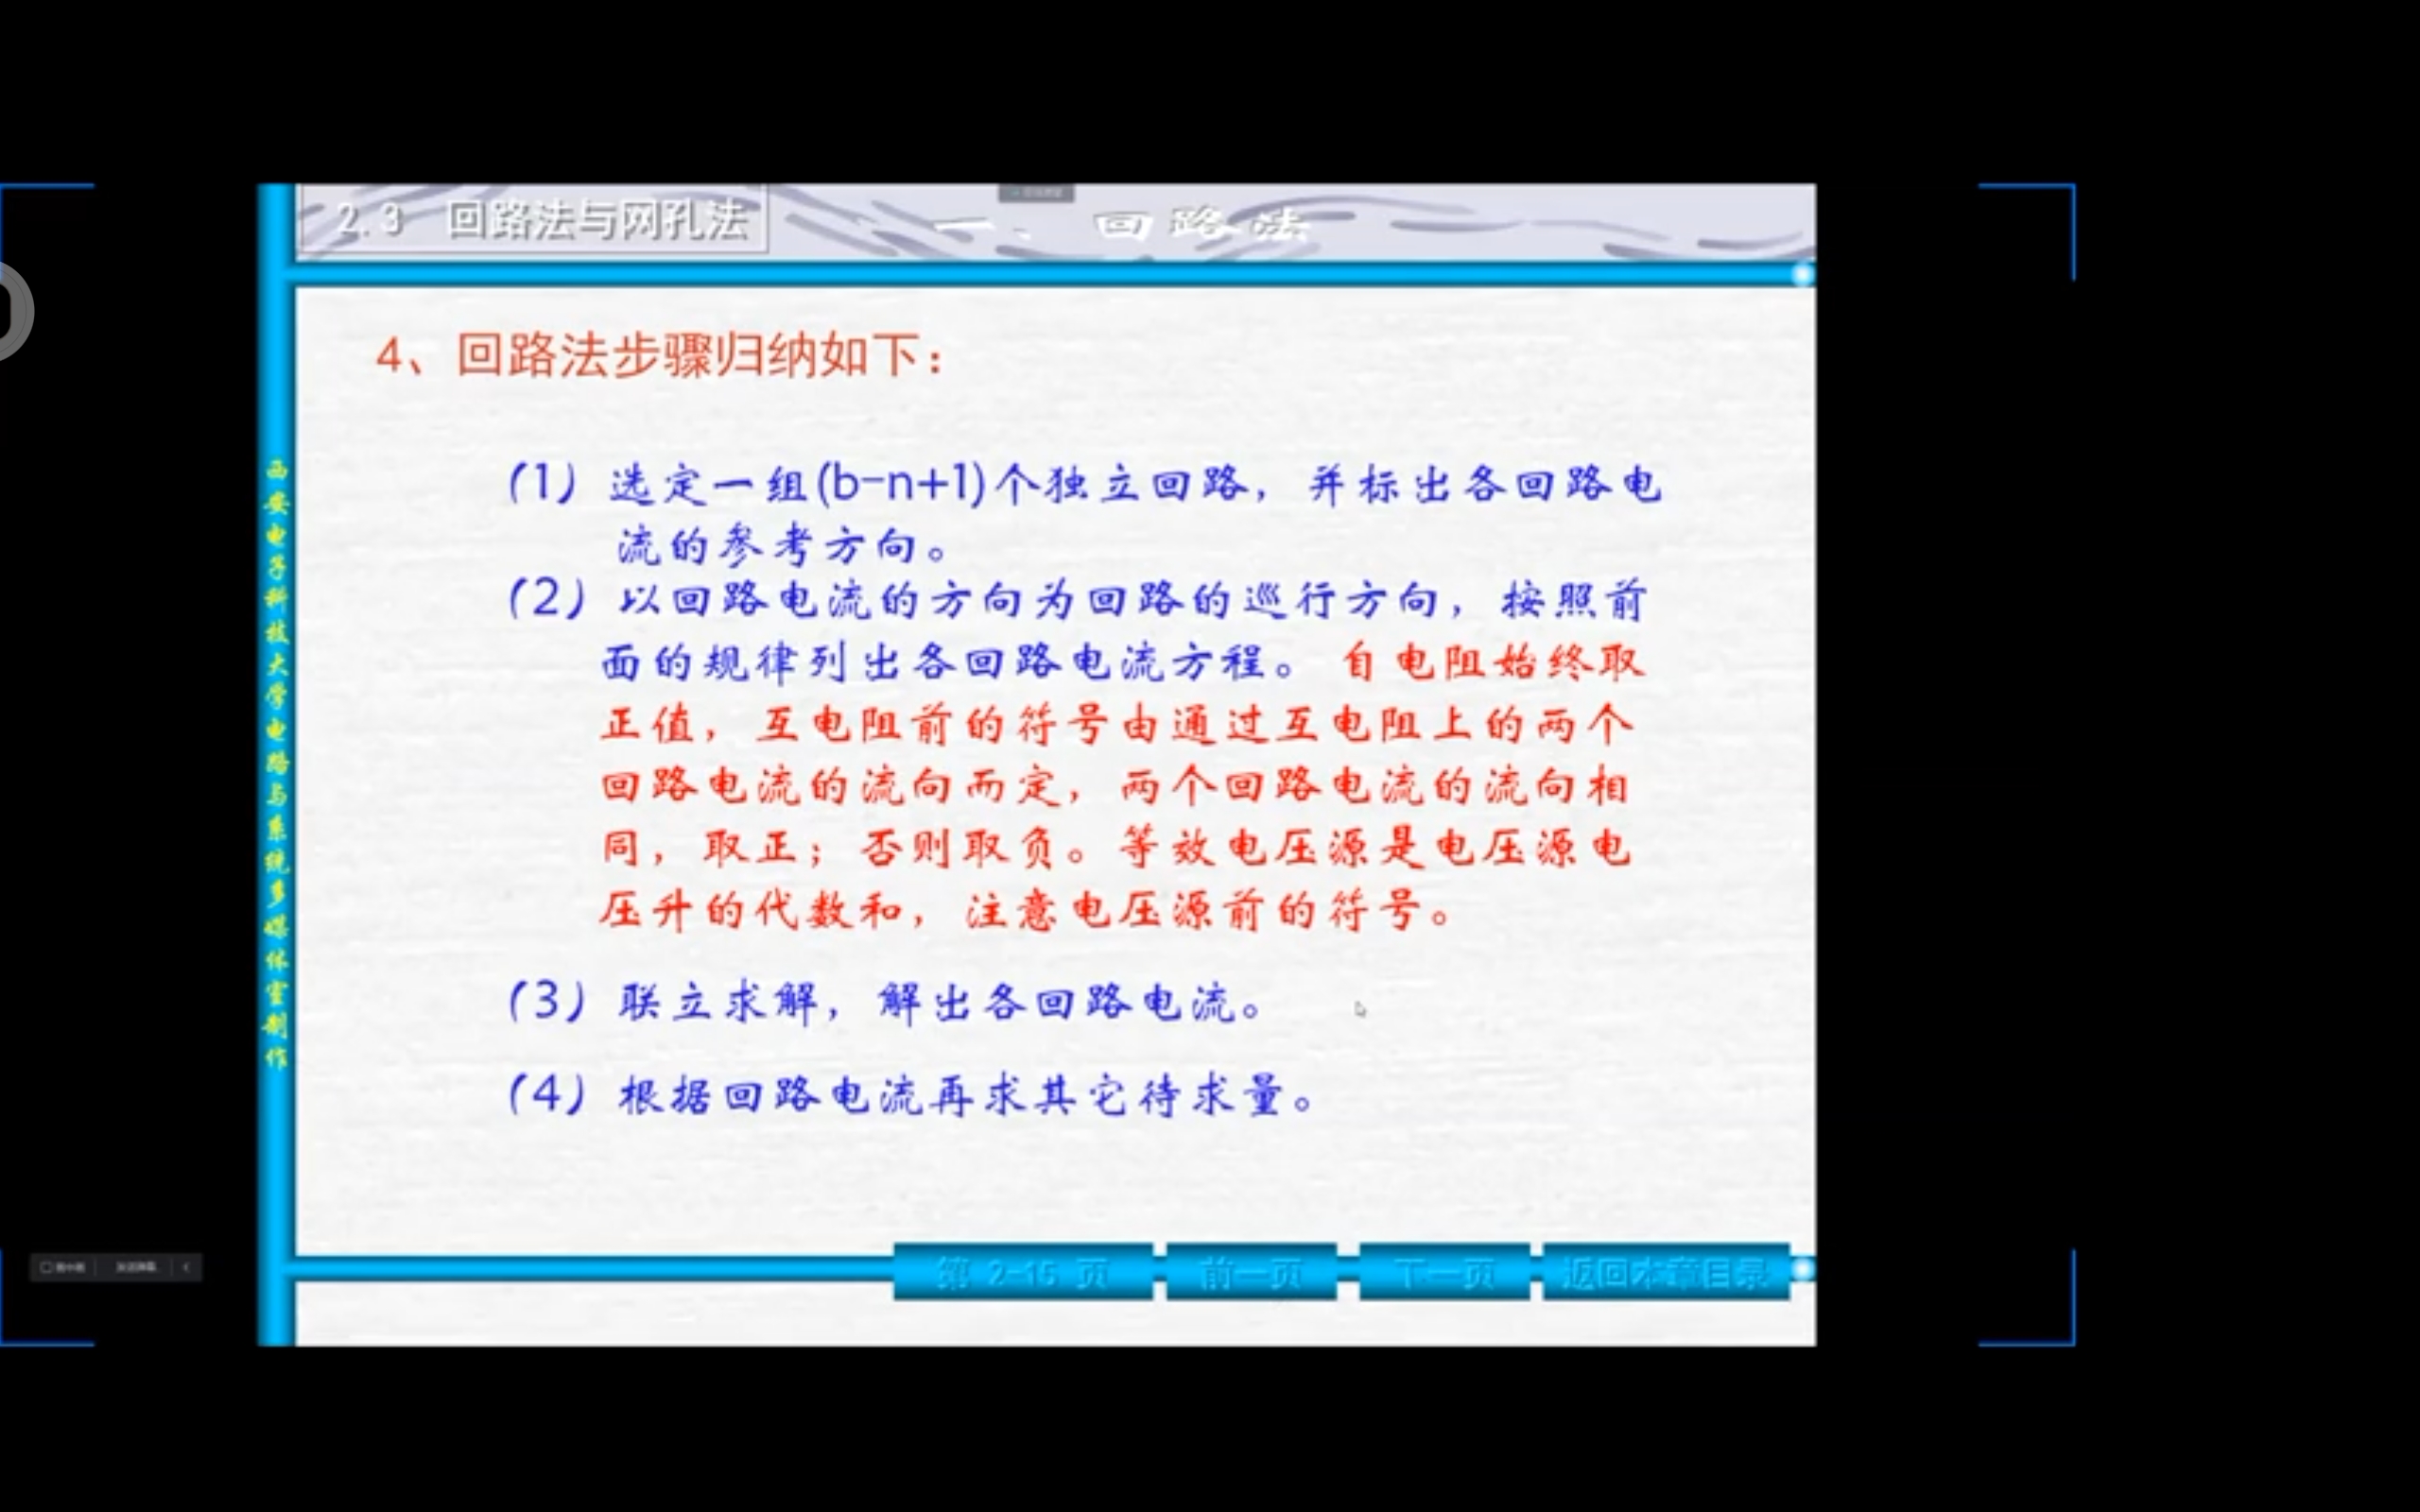 2.3 回路法与网孔法
一、回路法
4、回路法步骤归纳如下：
(1) 选定一组(b-n+1)个独立回路，并标出各回路电
流的参考方向。
(2) 以回路电流的方向为回路的巡行方向，按照前
面的规律列出各回路电流方程。自电阻始终取
正值，互电阻前的符号由通过互电阻上的两个
回路电流的流向而定，两个回路电流的流向相
同，取正；否则取负。等效电压源是电压源电
压升的代数和，注意电压源前的符号。
(3) 联立求解，解出各回路电流。
(4) 根据回路电流再求其它待求量。
西安电子科技大学电路与系统多媒体室制作
第 2-15 页
前一页
下一页
返回本章目录